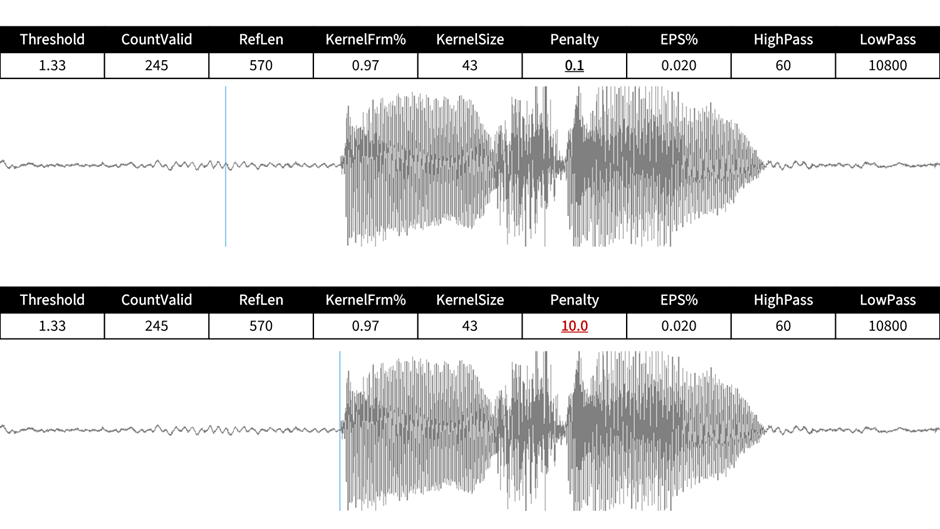 Threshold CountValid RefLen KernelFrm% KernelSize Penalty EPS% HighPass LowPass
1.33 245 570 0.97 43 0.1 0.020 60 10800
Threshold CountValid RefLen KernelFrm% KernelSize Penalty EPS% HighPass LowPass
1.33 245 570 0.97 43 10.0 0.020 60 10800